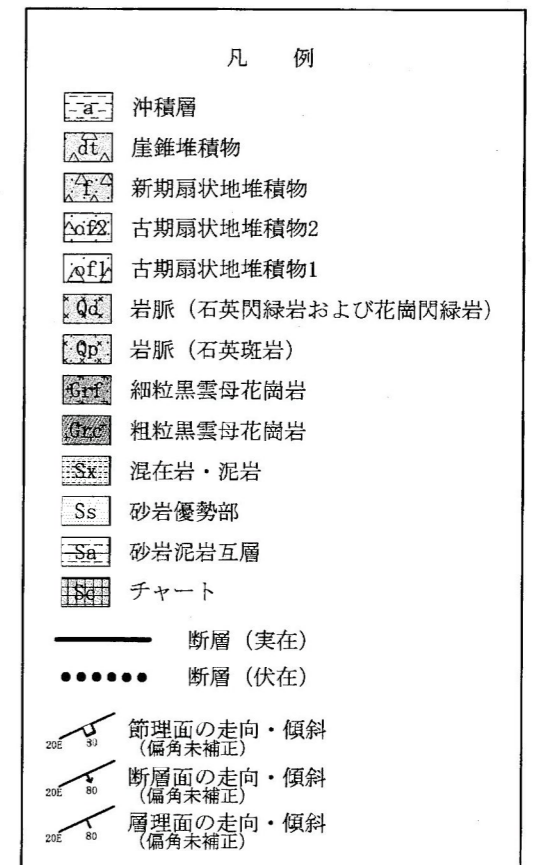 凡 例
a 沖積層
dt 崖錐堆積物
f 新期扇状地堆積物
of2 古期扇状地堆積物2
of1 古期扇状地堆積物1
Qd 岩脈（石英閃緑岩および花崗閃緑岩）
Qp 岩脈（石英斑岩）
Grf 細粒黒雲母花崗岩
Grc 粗粒黒雲母花崗岩
Sx 混在岩・泥岩
Ss 砂岩優勢部
Sa 砂岩泥岩互層
Sc チャート
断層（実在）
断層（伏在）
20E 80 節理面の走向・傾斜
（偏角未補正）
20E 80 断層面の走向・傾斜
（偏角未補正）
20E 80 層理面の走向・傾斜
（偏角未補正）